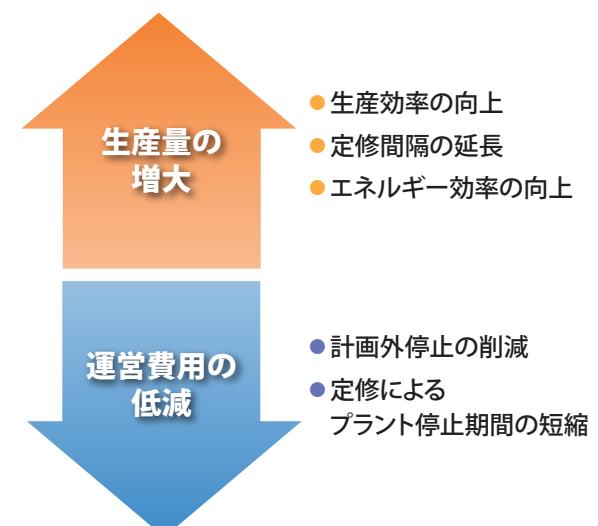 生産量の
増大
● 生産効率の向上
● 定修間隔の延長
● エネルギー効率の向上
運営費用の
低減
● 計画外停止の削減
● 定修による
プラント停止期間の短縮